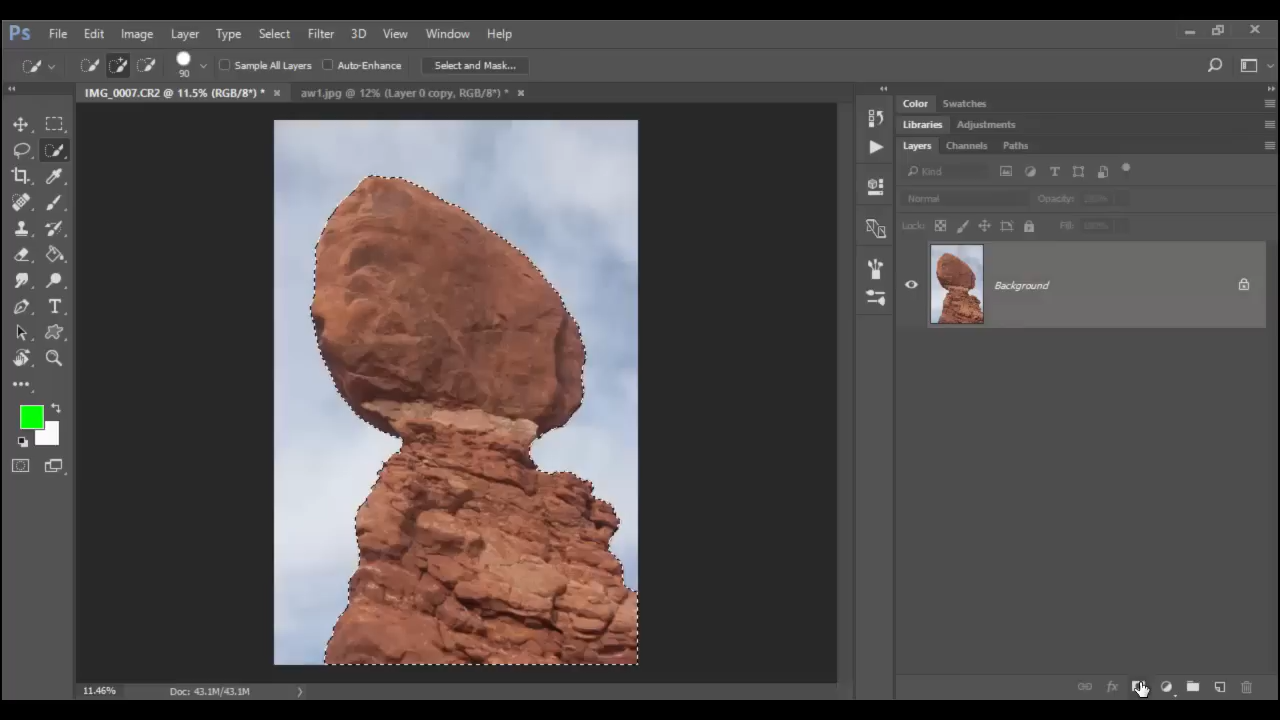 Ps File Edit Image Layer Type Select Filter 3D View Window Help
90 Sample All Layers Auto-Enhance Select and Mask...
IMG_0007.CR2 @ 11.5% (RGB/8*) * × aw1.jpg @ 12% (Layer 0 copy, RGB/8*) * ×
Color Swatches
Libraries Adjustments
Layers Channels Paths
Kind
Normal Opacity: 100%
Lock: Fill: 100%
Background
11.46% Doc: 43.1M/43.1M